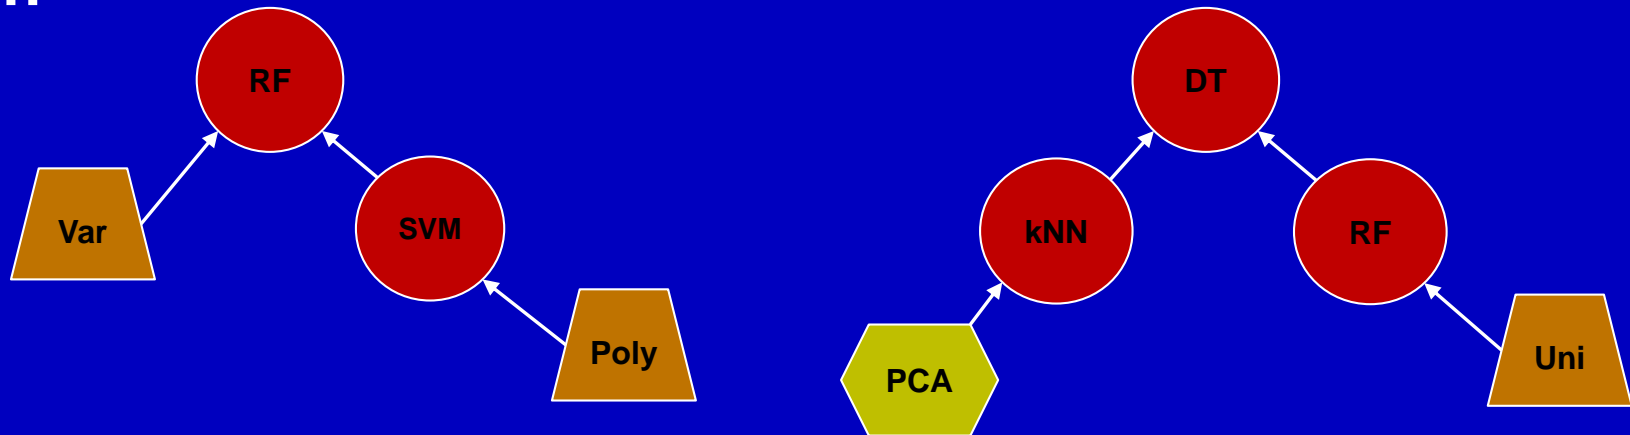 RF
DT
Var
SVM
kNN
RF
Poly
PCA
Uni